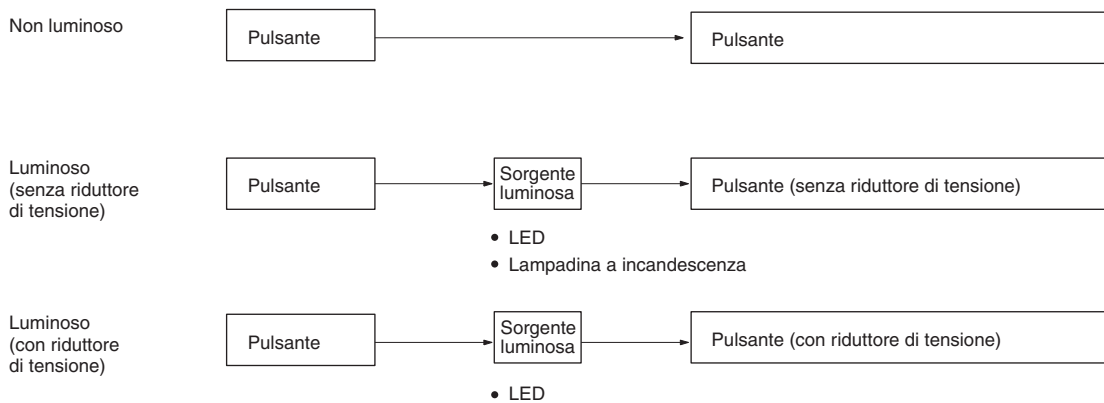 Non luminoso
Pulsante
Pulsante
Luminoso
(senza riduttore
di tensione)
Pulsante
Sorgente
luminosa
Pulsante (senza riduttore di tensione)
• LED
• Lampadina a incandescenza
Luminoso
(con riduttore
di tensione)
Pulsante
Sorgente
luminosa
Pulsante (con riduttore di tensione)
• LED